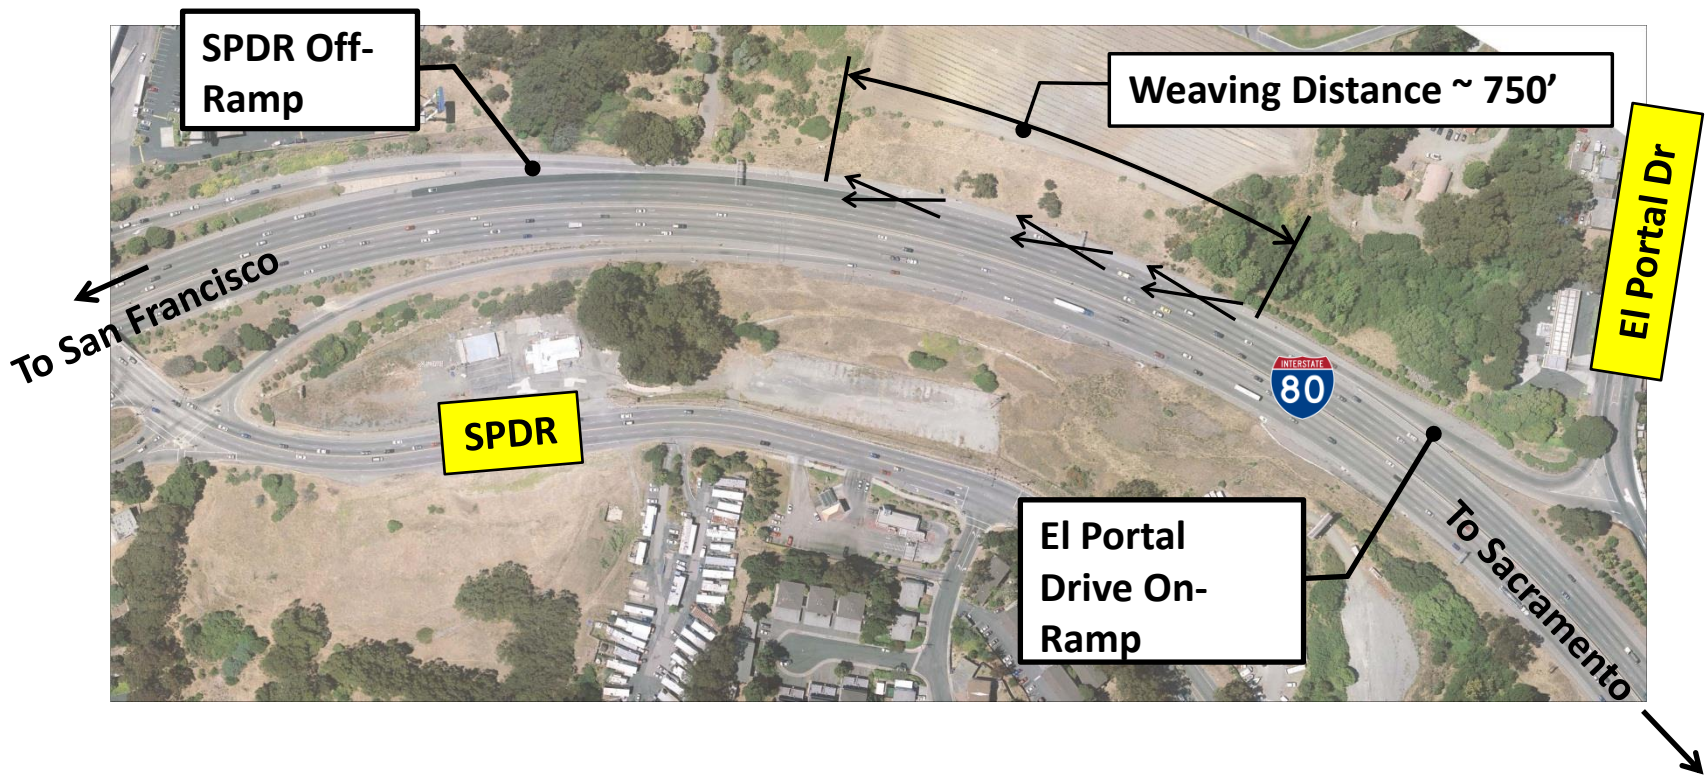 SPDR Off-
Ramp
Weaving Distance ~ 750’
El Portal Dr
To San Francisco
INTERSTATE
80
SPDR
El Portal
Drive On-
Ramp
To Sacramento